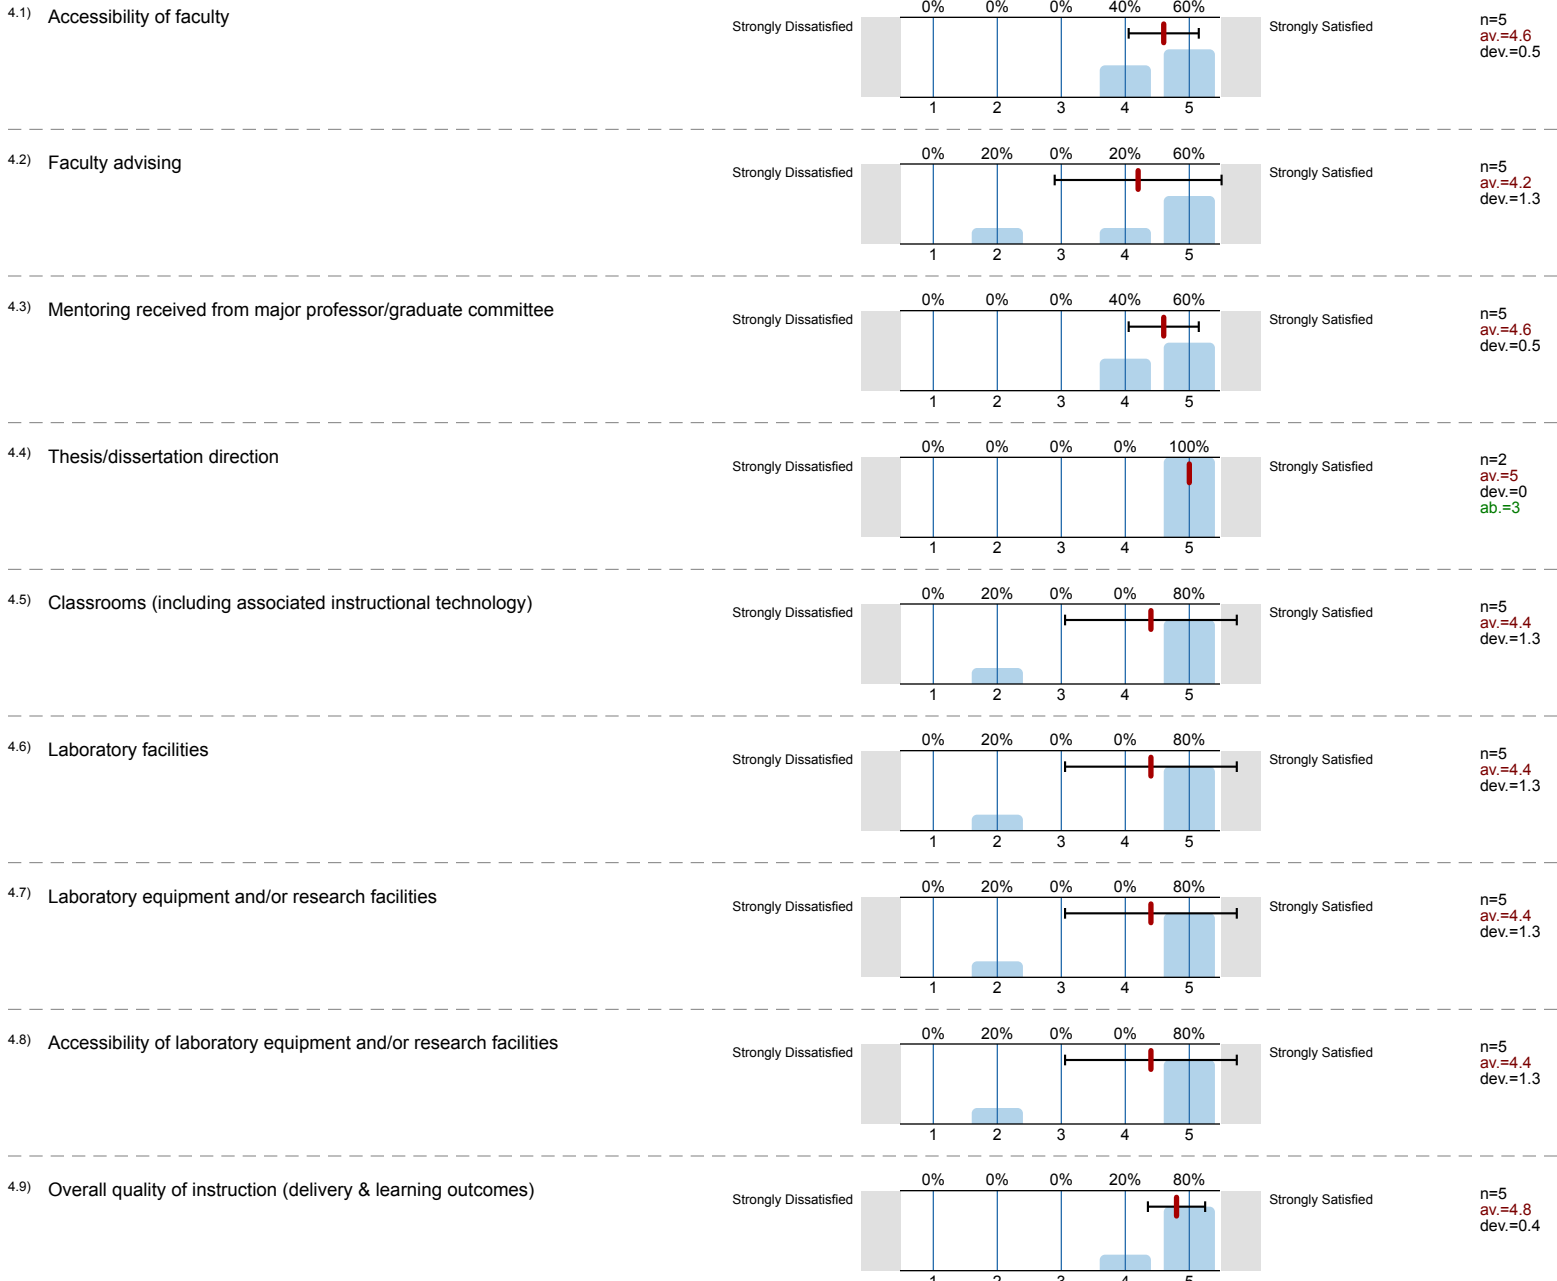 4.1) Accessibility of faculty
0% 0% 0% 40% 60%
Strongly Dissatisfied Strongly Satisfied
n=5
av.=4.6
dev.=0.5
1 2 3 4 5
4.2) Faculty advising
0% 20% 0% 20% 60%
Strongly Dissatisfied Strongly Satisfied
n=5
av.=4.2
dev.=1.3
1 2 3 4 5
4.3) Mentoring received from major professor/graduate committee
0% 0% 0% 40% 60%
Strongly Dissatisfied Strongly Satisfied
n=5
av.=4.6
dev.=0.5
1 2 3 4 5
4.4) Thesis/dissertation direction
0% 0% 0% 0% 100%
Strongly Dissatisfied Strongly Satisfied
n=2
av.=5
dev.=0
ab.=3
1 2 3 4 5
4.5) Classrooms (including associated instructional technology)
0% 20% 0% 0% 80%
Strongly Dissatisfied Strongly Satisfied
n=5
av.=4.4
dev.=1.3
1 2 3 4 5
4.6) Laboratory facilities
0% 20% 0% 0% 80%
Strongly Dissatisfied Strongly Satisfied
n=5
av.=4.4
dev.=1.3
1 2 3 4 5
4.7) Laboratory equipment and/or research facilities
0% 20% 0% 0% 80%
Strongly Dissatisfied Strongly Satisfied
n=5
av.=4.4
dev.=1.3
1 2 3 4 5
4.8) Accessibility of laboratory equipment and/or research facilities
0% 20% 0% 0% 80%
Strongly Dissatisfied Strongly Satisfied
n=5
av.=4.4
dev.=1.3
1 2 3 4 5
4.9) Overall quality of instruction (delivery & learning outcomes)
0% 0% 0% 20% 80%
Strongly Dissatisfied Strongly Satisfied
n=5
av.=4.8
dev.=0.4
1 2 3 4 5